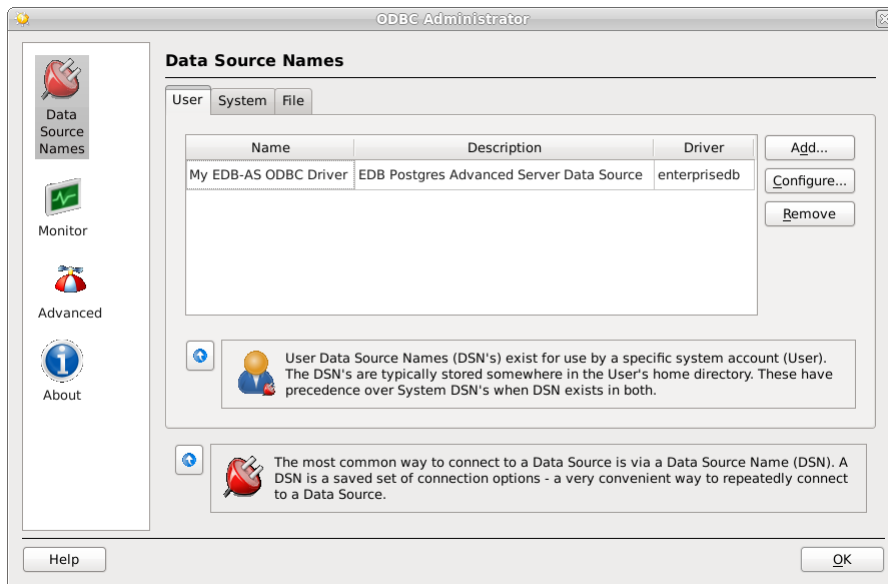 ODBC Administrator
Data
Source
Names
Monitor
Advanced
About
Data Source Names
User System File
Name Description Driver
My EDB-AS ODBC Driver EDB Postgres Advanced Server Data Source enterprisedb
Add...
Configure...
Remove
User Data Source Names (DSN's) exist for use by a specific system account (User).
The DSN's are typically stored somewhere in the User's home directory. These have
precedence over System DSN's when DSN exists in both.
The most common way to connect to a Data Source is via a Data Source Name (DSN). A
DSN is a saved set of connection options - a very convenient way to repeatedly connect
to a Data Source.
Help
OK